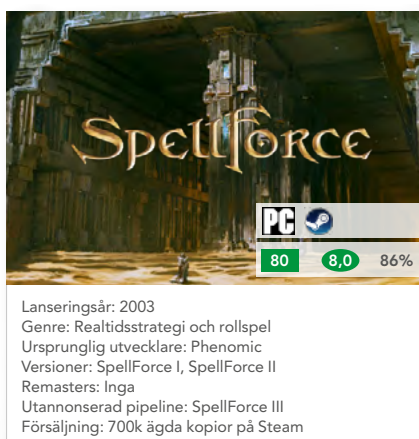 SPELLFORCE
PC
80 8,0 86%
Lanseringsår: 2003
Genre: Realtidsstrategi och rollspel
Ursprunglig utvecklare: Phenomic
Versioner: SpellForce I, SpellForce II
Remasters: Inga
Utannonserad pipeline: SpellForce III
Försäljning: 700k ägda kopior på Steam